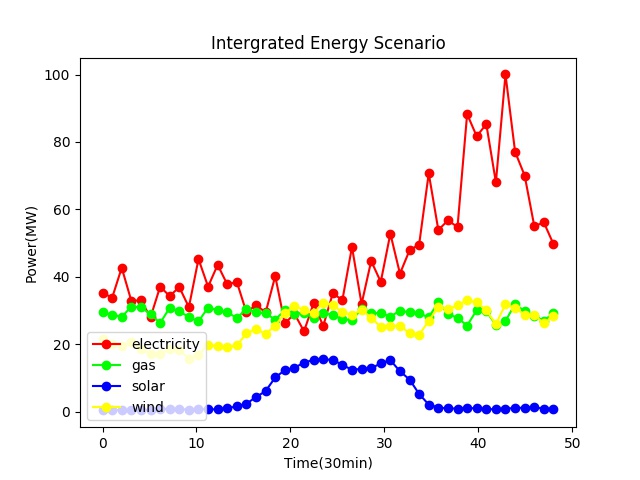 Intergrated Energy Scenario
Power(MW)
100
80
60
40
20
0
electricity
gas
solar
wind
0 10 20 30 40 50
Time(30min)